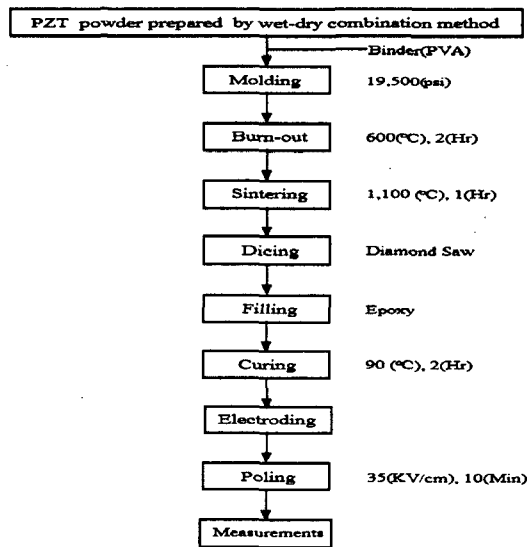 PZT powder prepared by wet-dry combination method
Binder(PVA)
Molding 19,500(psi)
Burn-out 600(℃), 2(Hr)
Sintering 1,100 (℃), 1(Hr)
Dicing Diamond Saw
Filling Epoxy
Curing 90 (℃), 2(Hr)
Electroding
Poling 35(KV/cm), 10(Min)
Measurements